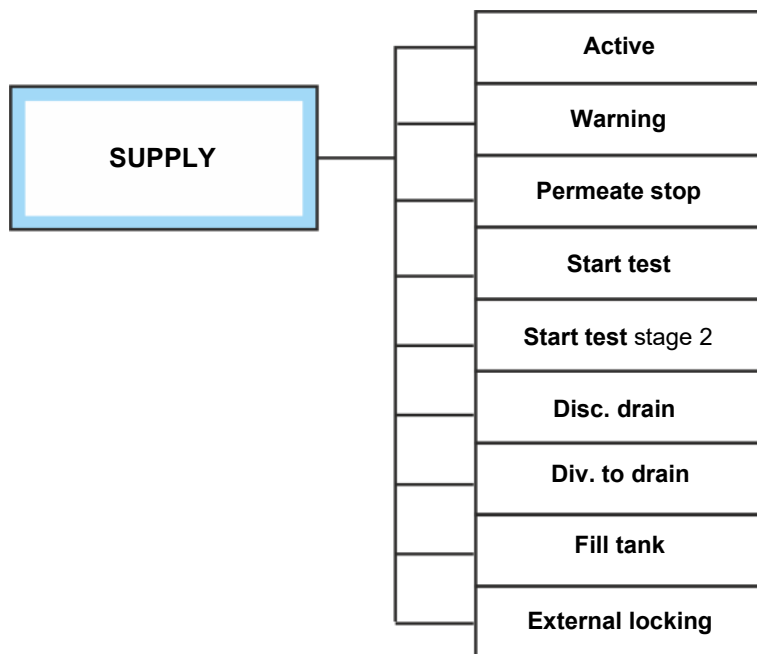 SUPPLY
Active
Warning
Permeate stop
Start test
Start test stage 2
Disc. drain
Div. to drain
Fill tank
External locking